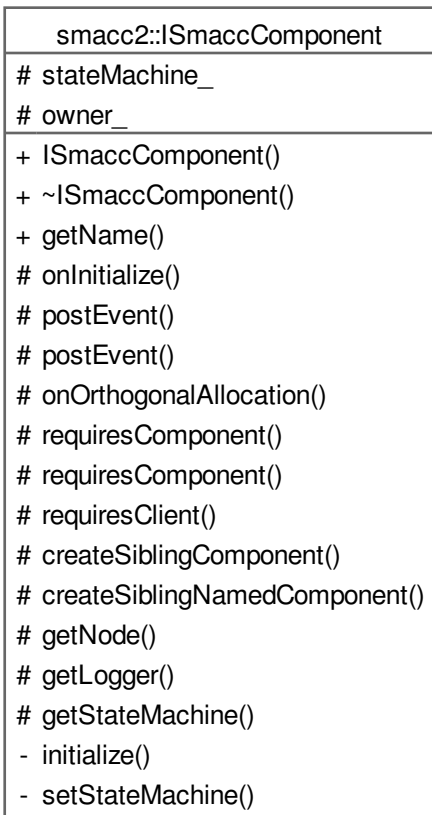 smacc2::ISmaccComponent
# stateMachine_
# owner_
+ ISmaccComponent()
+ ~ISmaccComponent()
+ getName()
# onInitialize()
# postEvent()
# postEvent()
# onOrthogonalAllocation()
# requiresComponent()
# requiresComponent()
# requiresClient()
# createSiblingComponent()
# createSiblingNamedComponent()
# getNode()
# getLogger()
# getStateMachine()
- initialize()
- setStateMachine()